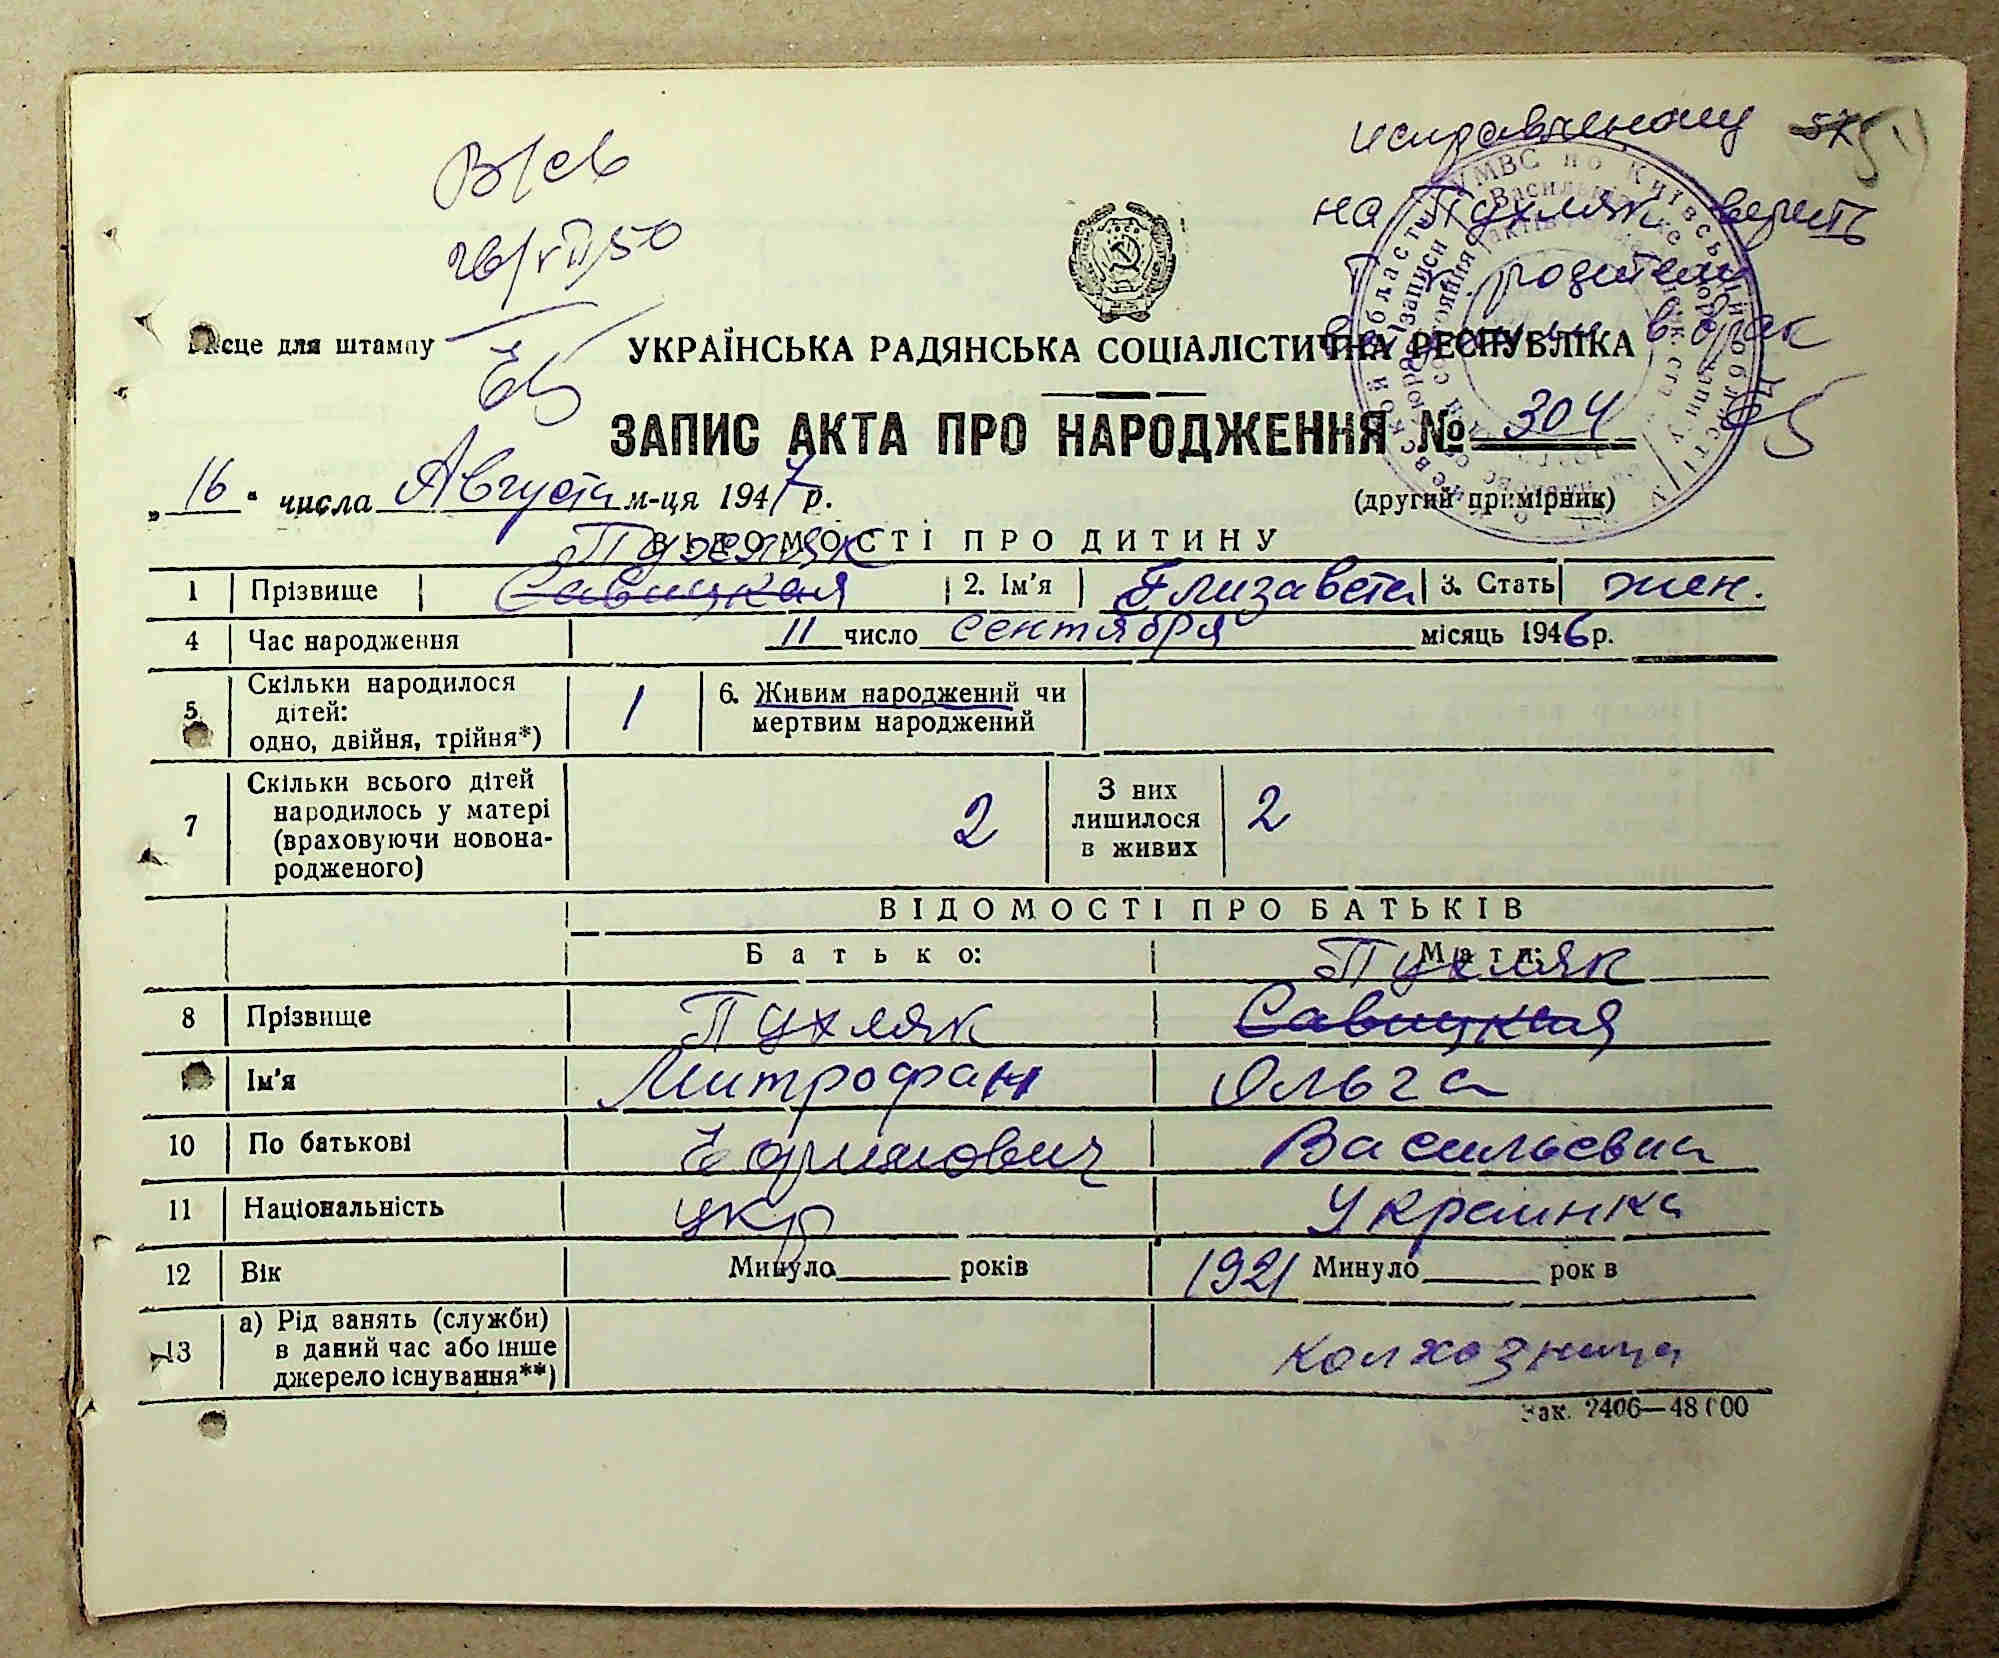 исправленому 57
на Пухляк верить
родители
в брак
В/св
26/VII/50
Місце для штампу
УКРАЇНСЬКА РАДЯНСЬКА СОЦІАЛІСТИЧНА РЕСПУБЛІКА
ЗАПИС АКТА ПРО НАРОДЖЕННЯ № 304
„ 16 " числа Августа м-ця 1947 р.
(другий примірник)
ВІДОМОСТІ ПРО ДИТИНУ
Пухляк
1 Прізвище Савицкая 2. Ім'я Елизавета 3. Стать жен.
4 Час народження 11 число сентября місяць 1946 р.
5 Скільки народилося дітей: одно, двійня, трійня*) 1 6. Живим народжений чи мертвим народжений
7 Скільки всього дітей народилось у матері (враховуючи новонародженого) 2 З них лишилося в живих 2
ВІДОМОСТІ ПРО БАТЬКІВ
Батько: Мати:
Пухляк
8 Прізвище Пухляк Савицкая
Ім'я Митрофан Ольга
10 По батькові Ефимович Васильевна
11 Національність укр Украинка
12 Вік Минуло років 1921 Минуло рок в
13 а) Рід занять (служби) в даний час або інше джерело існування**) колхозница
Зак. 2406—48 000